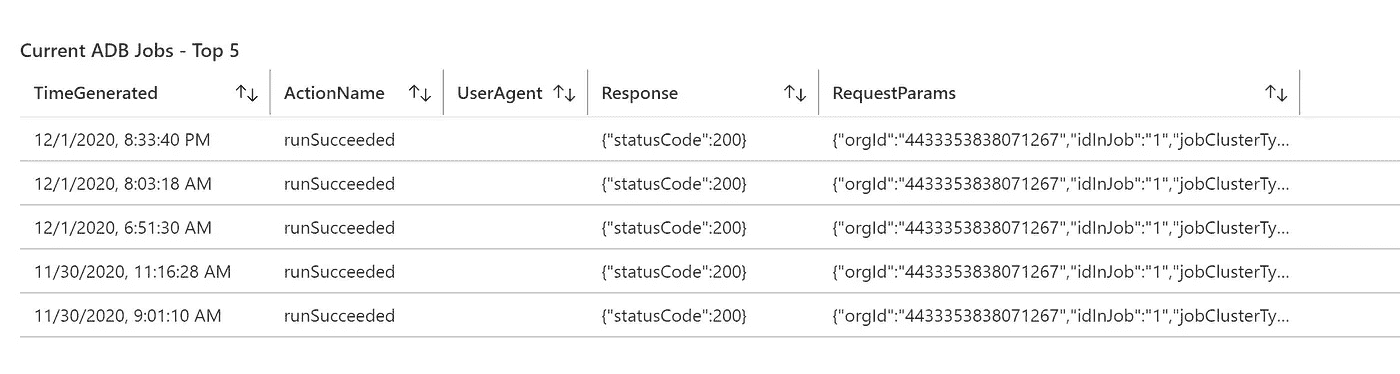 Current ADB Jobs - Top 5
TimeGenerated ActionName UserAgent Response RequestParams
12/1/2020, 8:33:40 PM runSucceeded {"statusCode":200} {"orgId":"4433353838071267","idInJob":"1","jobClusterTy...
12/1/2020, 8:03:18 AM runSucceeded {"statusCode":200} {"orgId":"4433353838071267","idInJob":"1","jobClusterTy...
12/1/2020, 6:51:30 AM runSucceeded {"statusCode":200} {"orgId":"4433353838071267","idInJob":"1","jobClusterTy...
11/30/2020, 11:16:28 AM runSucceeded {"statusCode":200} {"orgId":"4433353838071267","idInJob":"1","jobClusterTy...
11/30/2020, 9:01:10 AM runSucceeded {"statusCode":200} {"orgId":"4433353838071267","idInJob":"1","jobClusterTy...